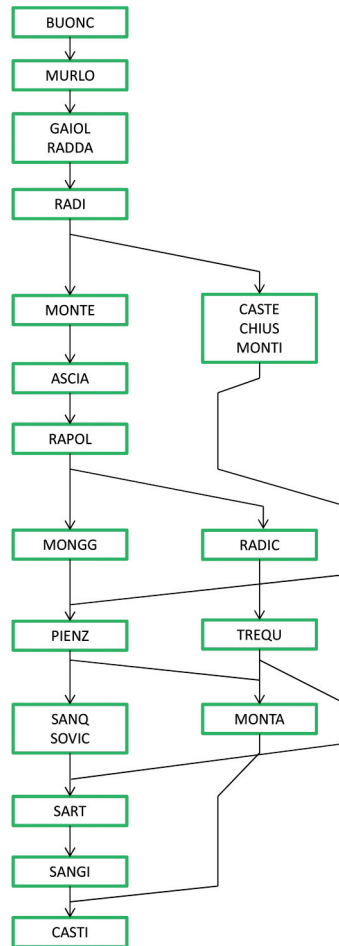 BUONC
MURLO
GAIOL
RADDA
RADI
MONTE
CASTE
CHIUS
MONTI
ASCIA
RAPOL
MONGG
RADIC
PIENZ
TREQU
SANQ
SOVIC
MONTA
SART
SANGI
CASTI